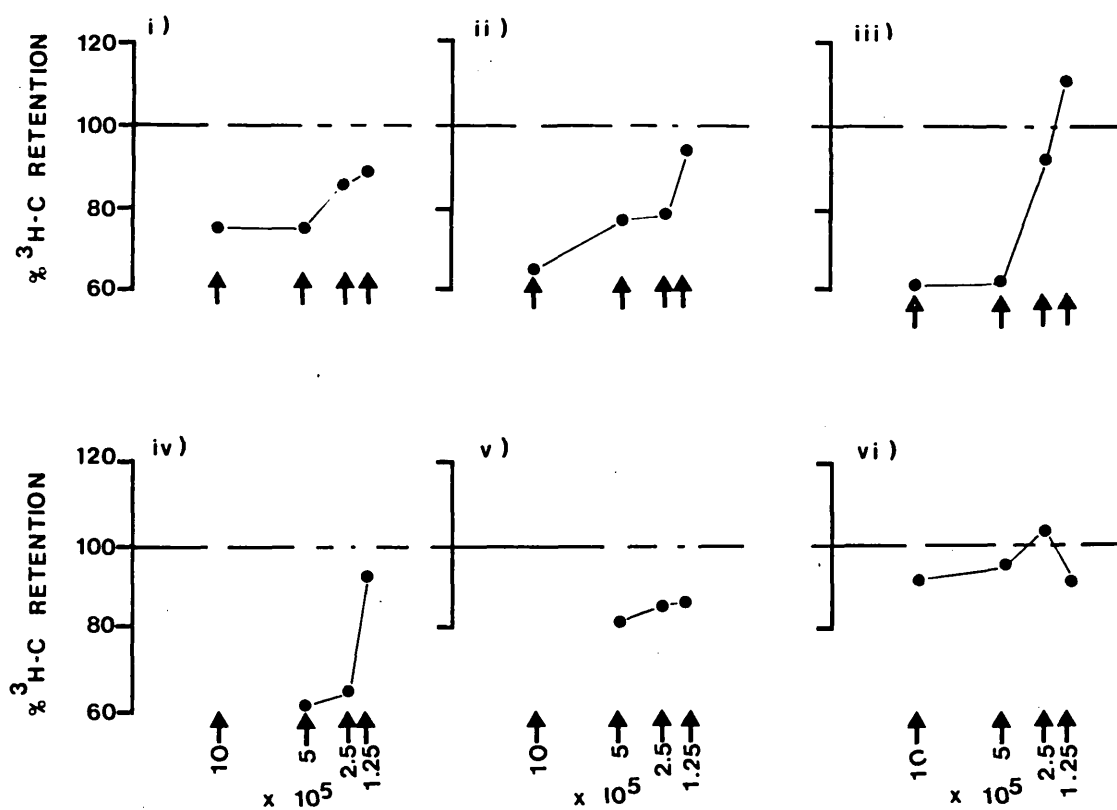 i)
ii)
iii)
120
100
80
60
% ³H-C RETENTION
iv)
v)
vi)
120
100
80
60
% ³H-C RETENTION
10 5 2.5 1.25
10 5 2.5 1.25
10 5 2.5 1.25
x 10⁵
x 10⁵
x 10⁵